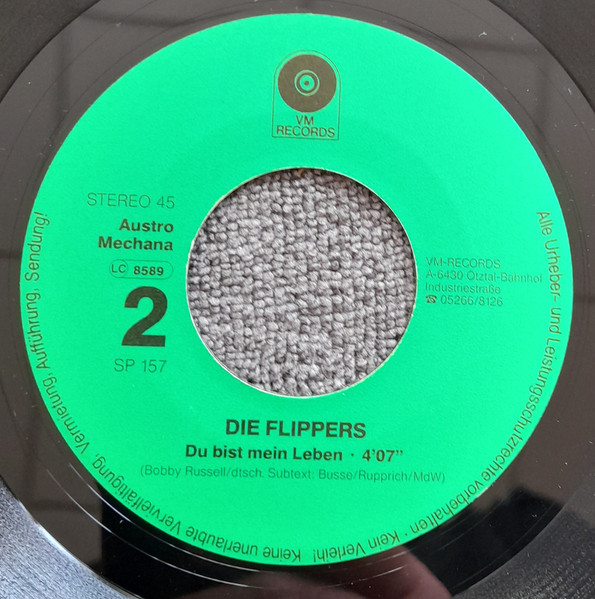 VM
RECORDS
STEREO 45
Austro
Mechana
LC 8589
2
SP 157
VM-RECORDS
A-6430 Ötztal-Bahnhof
Industriestraße
☎ 05266/8126
DIE FLIPPERS
Du bist mein Leben · 4'07"
(Bobby Russell/dtsch. Subtext: Busse/Rupprich/MdW)
Alle Urheber- und Leistungsschutzrechte vorbehalten · Kein Verleih! Keine unerlaubte Vervielfältigung, Vermietung, Aufführung, Sendung!